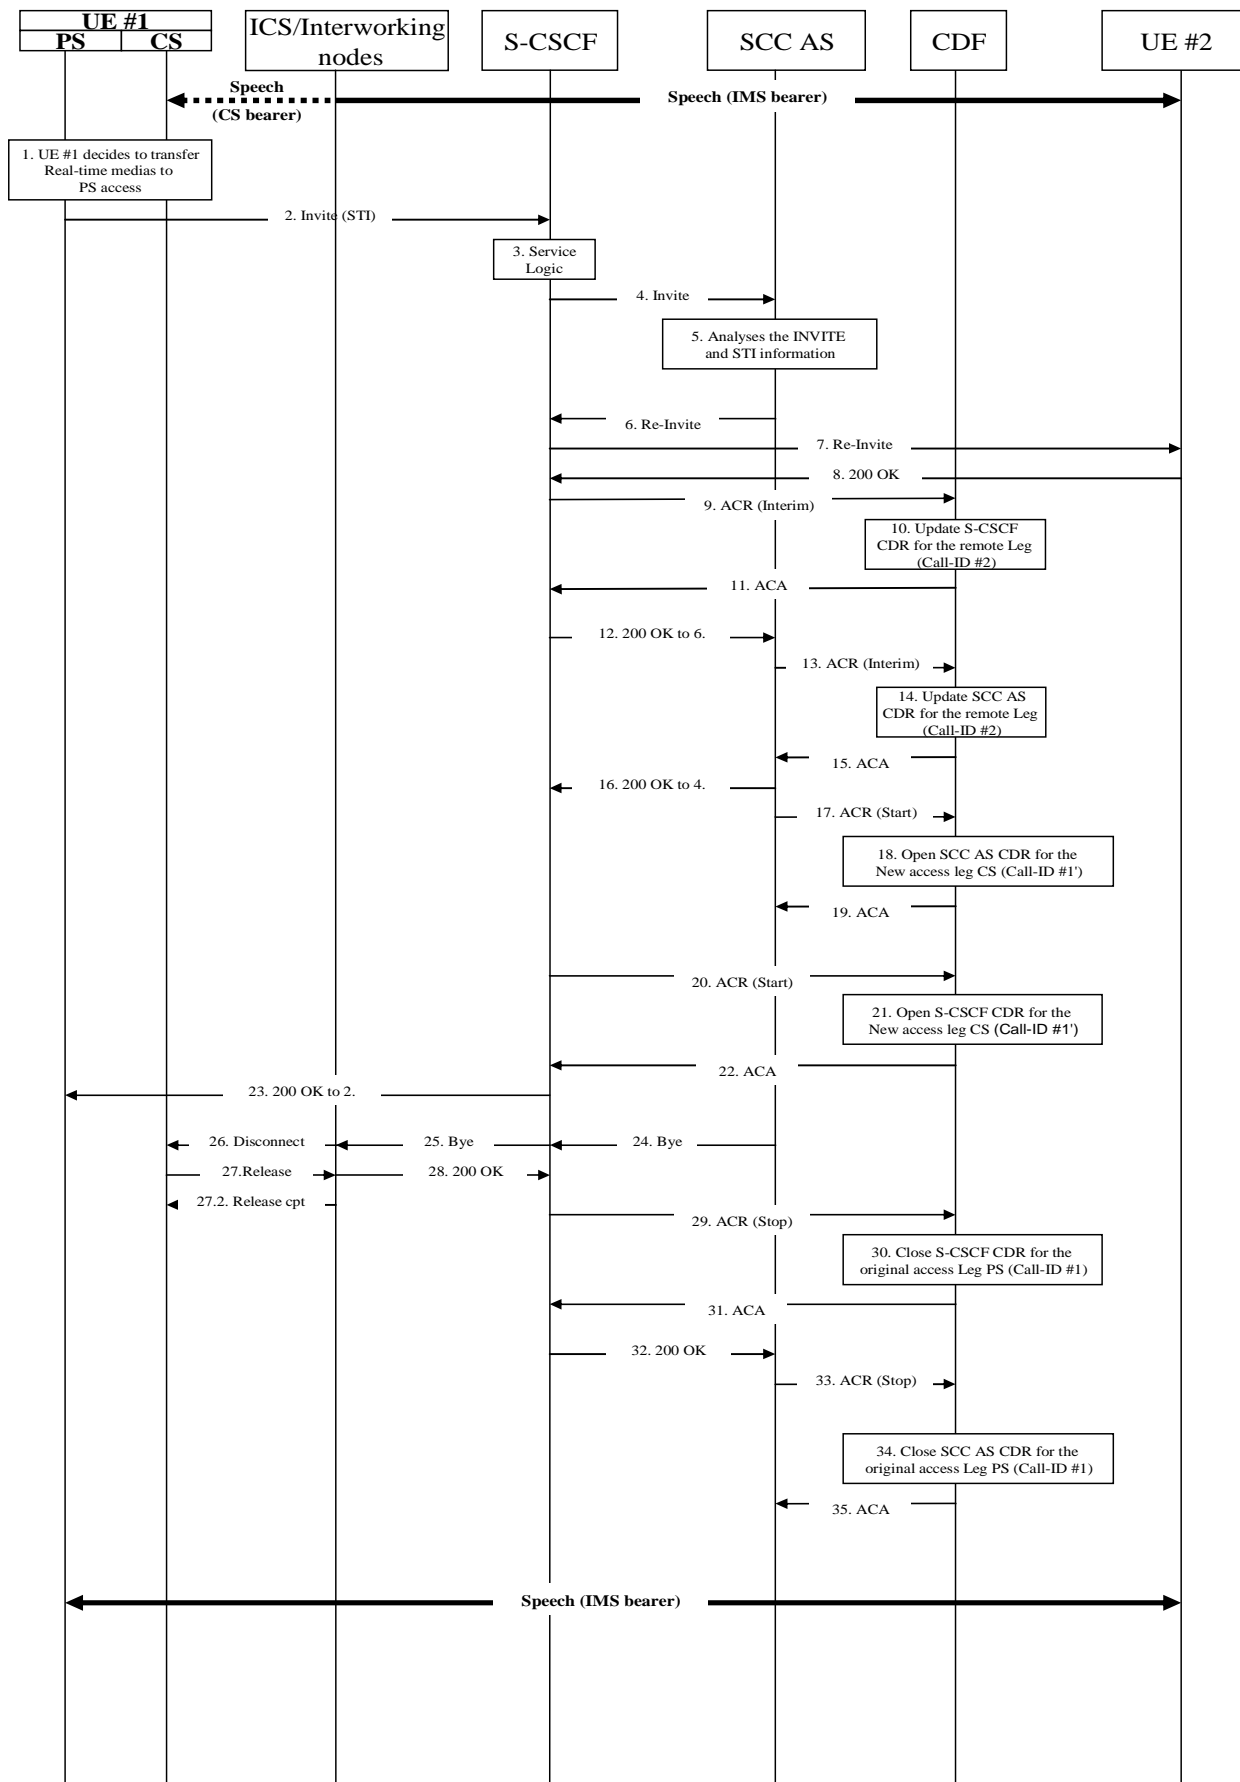 UE #1
PS
CS
ICS/Interworking
nodes
S-CSCF
SCC AS
CDF
UE #2
Speech
(CS bearer)
Speech (IMS bearer)
1. UE #1 decides to transfer
Real-time medias to
PS access
2. Invite (STI)
3. Service
Logic
4. Invite
5. Analyses the INVITE
and STI information
6. Re-Invite
7. Re-Invite
8. 200 OK
9. ACR (Interim)
10. Update S-CSCF
CDR for the remote Leg
(Call-ID #2)
11. ACA
12. 200 OK to 6.
13. ACR (Interim)
14. Update SCC AS
CDR for the remote Leg
(Call-ID #2)
15. ACA
16. 200 OK to 4.
17. ACR (Start)
18. Open SCC AS CDR for the
New access leg CS (Call-ID #1')
19. ACA
20. ACR (Start)
21. Open S-CSCF CDR for the
New access leg CS (Call-ID #1')
22. ACA
23. 200 OK to 2.
26. Disconnect
25. Bye
24. Bye
27.Release
28. 200 OK
27.2. Release cpt
29. ACR (Stop)
30. Close S-CSCF CDR for the
original access Leg PS (Call-ID #1)
31. ACA
32. 200 OK
33. ACR (Stop)
34. Close SCC AS CDR for the
original access Leg PS (Call-ID #1)
35. ACA
Speech (IMS bearer)